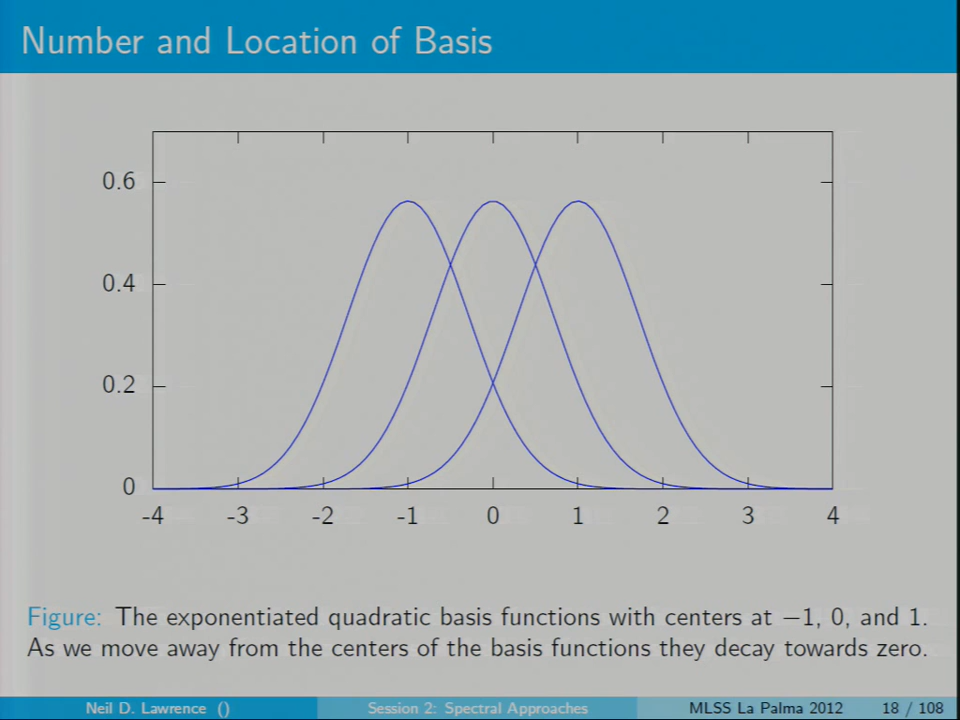 Number and Location of Basis
0.6
0.4
0.2
0
-4 -3 -2 -1 0 1 2 3 4
Figure: The exponentiated quadratic basis functions with centers at −1, 0, and 1.
As we move away from the centers of the basis functions they decay towards zero.
Neil D. Lawrence () Session 2: Spectral Approaches MLSS La Palma 2012 18 / 108